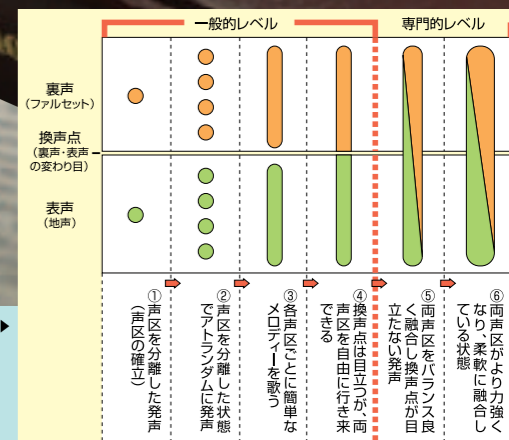 一般的レベル
専門的レベル
裏声
(ファルセット)
換声点
(裏声・表声
の変わり目)
表声
(地声)
①声区を分離した発声
(声区の確立)
②声区を分離した状態
でアトランダムに発声
③各声区ごとに簡単な
メロディーを歌う
④換声点は目立つが、両
声区を自由に行き来
できる
⑤両声区をバランス良
く融合し換声点が目
立たない発声
⑥両声区がより力強く
なり、柔軟に融合し
ている状態